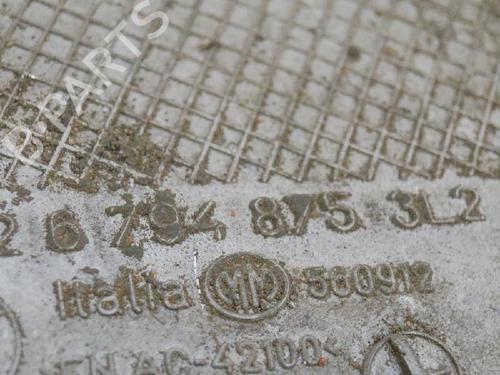 B-PARTS
2 6 794 875 3L2
Italia MM 560912
EN AC-42100<